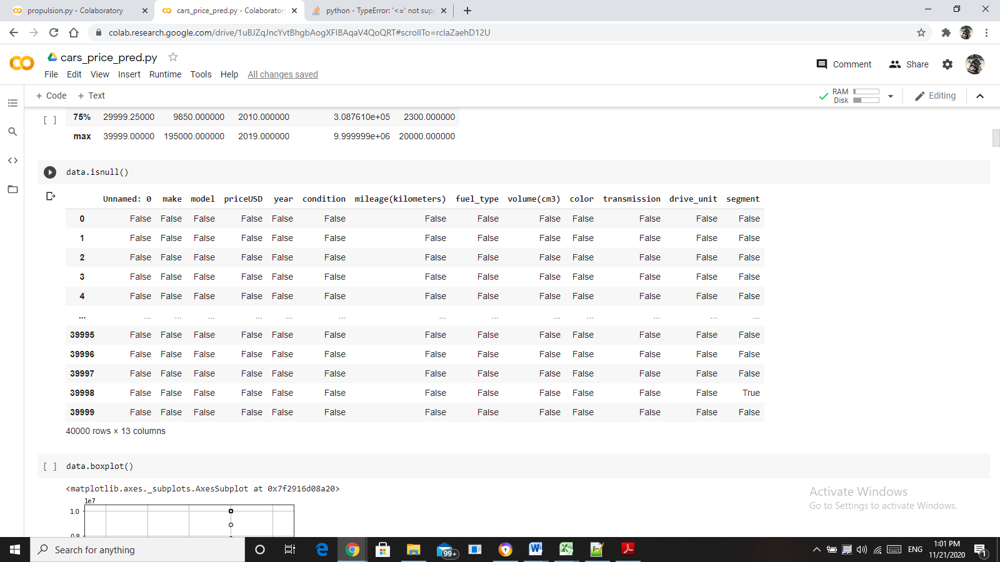 propulsion.py - Colaboratory
cars_price_pred.py - Colaboratory
python - TypeError: '<=' not supp
colab.research.google.com/drive/1uBJZqJncYvtBhgbAogXFIBAqaV4QoQRT#scrollTo=rcIaZaehD12U
cars_price_pred.py
File Edit View Insert Runtime Tools Help All changes saved
Comment Share
+ Code + Text
RAM
Disk
Editing
[ ] 75% 29999.25000 9850.000000 2010.000000 3.087610e+05 2300.000000
max 39999.00000 195000.000000 2019.000000 9.999999e+06 20000.000000
data.isnull()
Unnamed: 0 make model priceUSD year condition mileage(kilometers) fuel_type volume(cm3) color transmission drive_unit segment
0 False False False False False False False False False False False False False
1 False False False False False False False False False False False False False
2 False False False False False False False False False False False False False
3 False False False False False False False False False False False False False
4 False False False False False False False False False False False False False
... ... ... ... ... ... ... ... ... ... ... ... ... ...
39995 False False False False False False False False False False False False False
39996 False False False False False False False False False False False False False
39997 False False False False False False False False False False False False False
39998 False False False False False False False False False False False False True
39999 False False False False False False False False False False False False False
40000 rows × 13 columns
[ ] data.boxplot()
<matplotlib.axes._subplots.AxesSubplot at 0x7f2916d08a20>
1e7
1.0
0.8
Activate Windows
Go to Settings to activate Windows.
Search for anything
99+
ENG
1:01 PM
11/21/2020
1